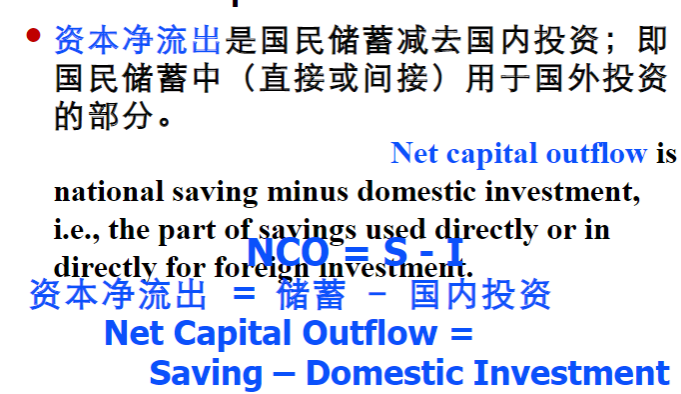 • 资本净流出是国民储蓄减去国内投资；即
国民储蓄中（直接或间接）用于国外投资
的部分。
Net capital outflow is
national saving minus domestic investment,
i.e., the part of savings used directly or in
directly for foreign investment.
NCO = S - I
资本净流出 = 储蓄 – 国内投资
Net Capital Outflow =
Saving – Domestic Investment